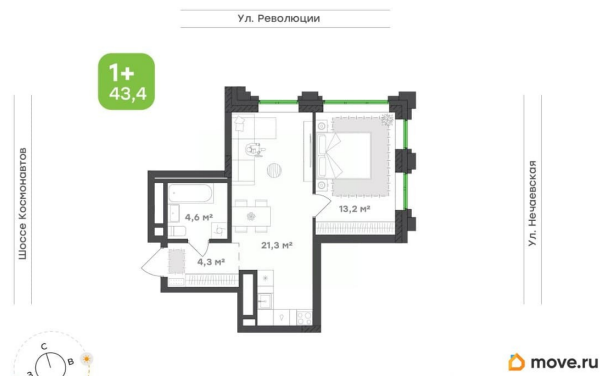 Ул. Революции
1+
43,4
Шоссе Космонавтов
4,6 м²
13,2 м²
21,3 м²
4,3 м²
Ул. Нечаевская
С
В
З
move.ru